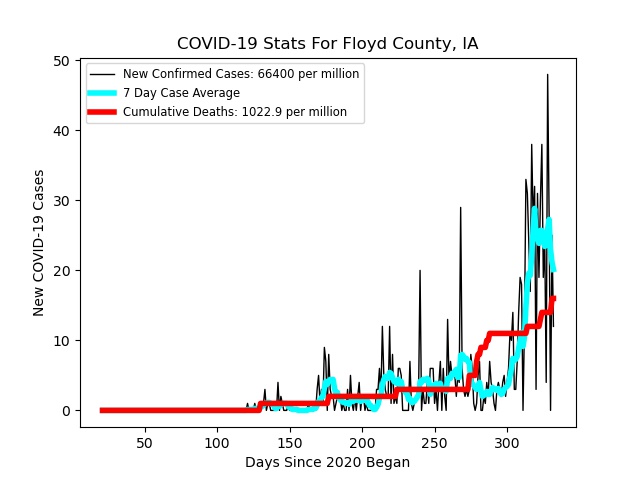 COVID-19 Stats For Floyd County, IA
New Confirmed Cases: 66400 per million
7 Day Case Average
Cumulative Deaths: 1022.9 per million
New COVID-19 Cases
50
40
30
20
10
0
50 100 150 200 250 300
Days Since 2020 Began